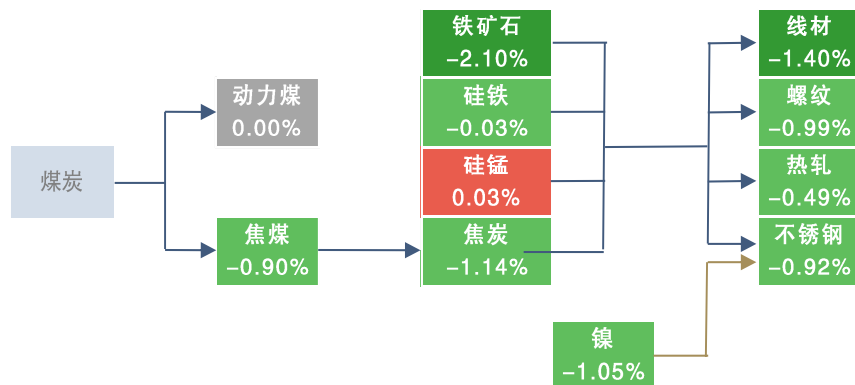 铁矿石
-2.10%
线材
-1.40%
动力煤
0.00%
硅铁
-0.03%
螺纹
-0.99%
煤炭
硅锰
0.03%
热轧
-0.49%
焦煤
-0.90%
焦炭
-1.14%
不锈钢
-0.92%
镍
-1.05%